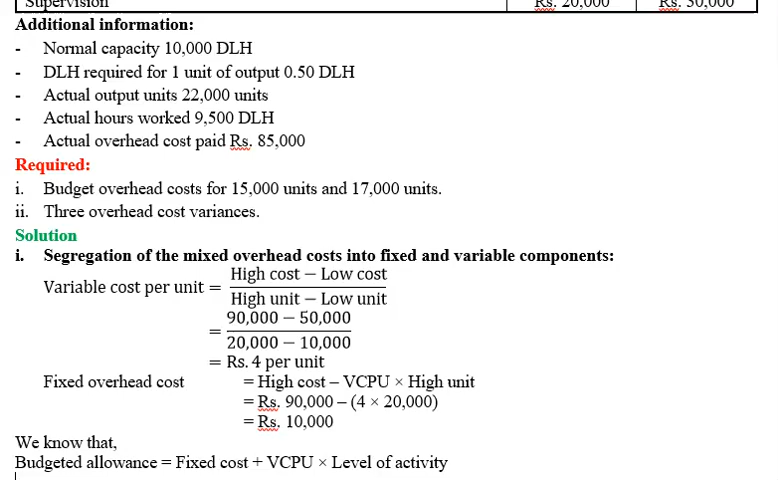 Supervision Rs. 20,000 Rs. 50,000
Additional information:
- Normal capacity 10,000 DLH
- DLH required for 1 unit of output 0.50 DLH
- Actual output units 22,000 units
- Actual hours worked 9,500 DLH
- Actual overhead cost paid Rs. 85,000
Required:
i. Budget overhead costs for 15,000 units and 17,000 units.
ii. Three overhead cost variances.
Solution
i. Segregation of the mixed overhead costs into fixed and variable components:
Variable cost per unit = High cost – Low cost / High unit – Low unit
= 90,000 – 50,000 / 20,000 – 10,000
= Rs. 4 per unit
Fixed overhead cost = High cost – VCPU × High unit
= Rs. 90,000 – (4 × 20,000)
= Rs. 10,000
We know that,
Budgeted allowance = Fixed cost + VCPU × Level of activity